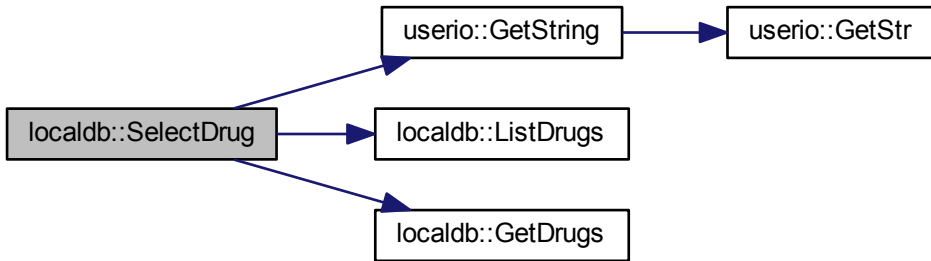 userio::GetString
userio::GetStr
localdb::SelectDrug
localdb::ListDrugs
localdb::GetDrugs